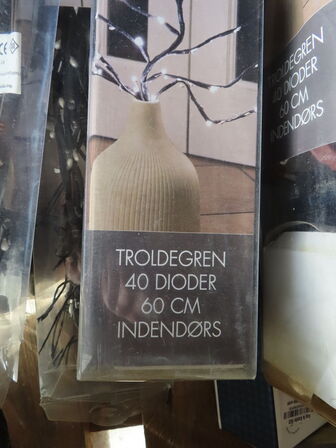 TROLDEGREN
40 DIODER
60 CM
INDENDØRS
TROLDEGREN
40 DIODER
60 CM
INDENDØRS